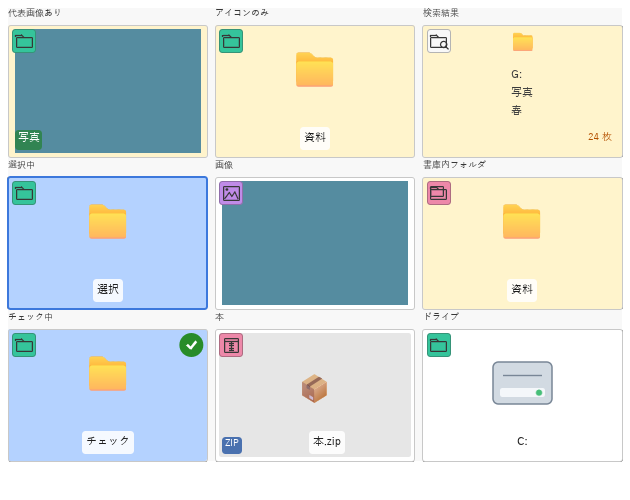 代表画像あり
アイコンのみ
検索結果
写真
資料
G:
写真
春
24 枚
選択中
画像
書庫内フォルダ
選択
資料
チェック中
本
ドライブ
チェック
ZIP
本.zip
C: